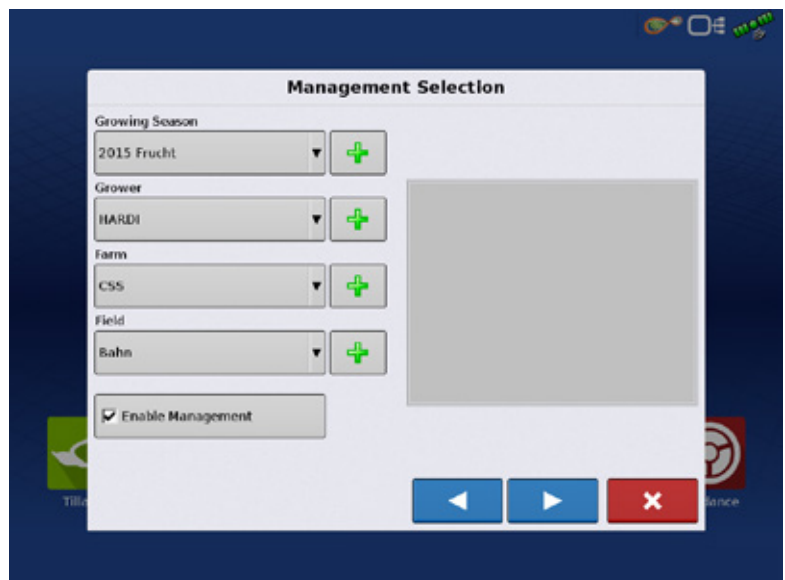 Management Selection
Growing Season
2015 Frucht
Grower
HARDI
Farm
CSS
Field
Bahn
Enable Management